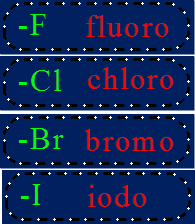 -F fluoro
-Cl chloro
-Br bromo
-I iodo